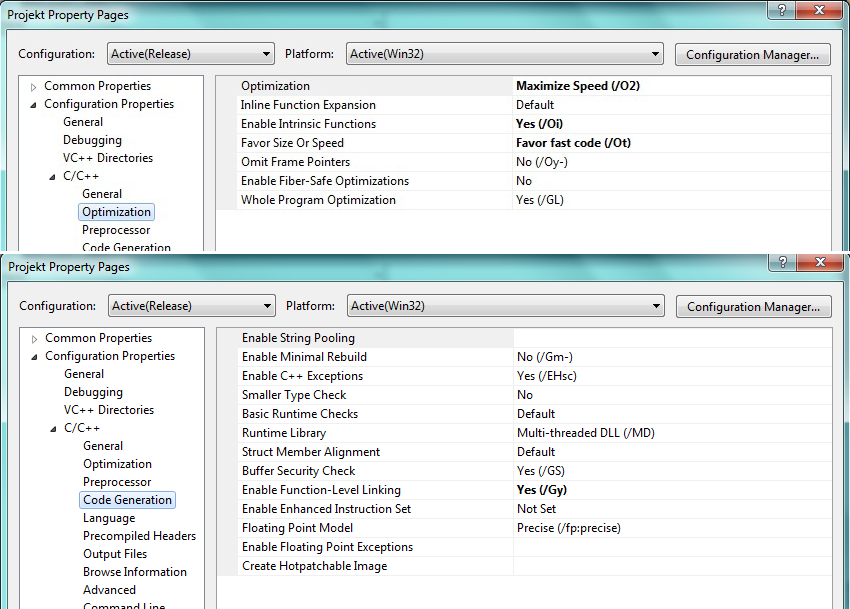 Projekt Property Pages
Configuration: Active(Release) Platform: Active(Win32) Configuration Manager...
Common Properties
Configuration Properties
General
Debugging
VC++ Directories
C/C++
General
Optimization
Preprocessor
Code Generation
Optimization Maximize Speed (/O2)
Inline Function Expansion Default
Enable Intrinsic Functions Yes (/Oi)
Favor Size Or Speed Favor fast code (/Ot)
Omit Frame Pointers No (/Oy-)
Enable Fiber-Safe Optimizations No
Whole Program Optimization Yes (/GL)
Projekt Property Pages
Configuration: Active(Release) Platform: Active(Win32) Configuration Manager...
Common Properties
Configuration Properties
General
Debugging
VC++ Directories
C/C++
General
Optimization
Preprocessor
Code Generation
Language
Precompiled Headers
Output Files
Browse Information
Advanced
Command Line
Enable String Pooling
Enable Minimal Rebuild No (/Gm-)
Enable C++ Exceptions Yes (/EHsc)
Smaller Type Check No
Basic Runtime Checks Default
Runtime Library Multi-threaded DLL (/MD)
Struct Member Alignment Default
Buffer Security Check Yes (/GS)
Enable Function-Level Linking Yes (/Gy)
Enable Enhanced Instruction Set Not Set
Floating Point Model Precise (/fp:precise)
Enable Floating Point Exceptions
Create Hotpatchable Image